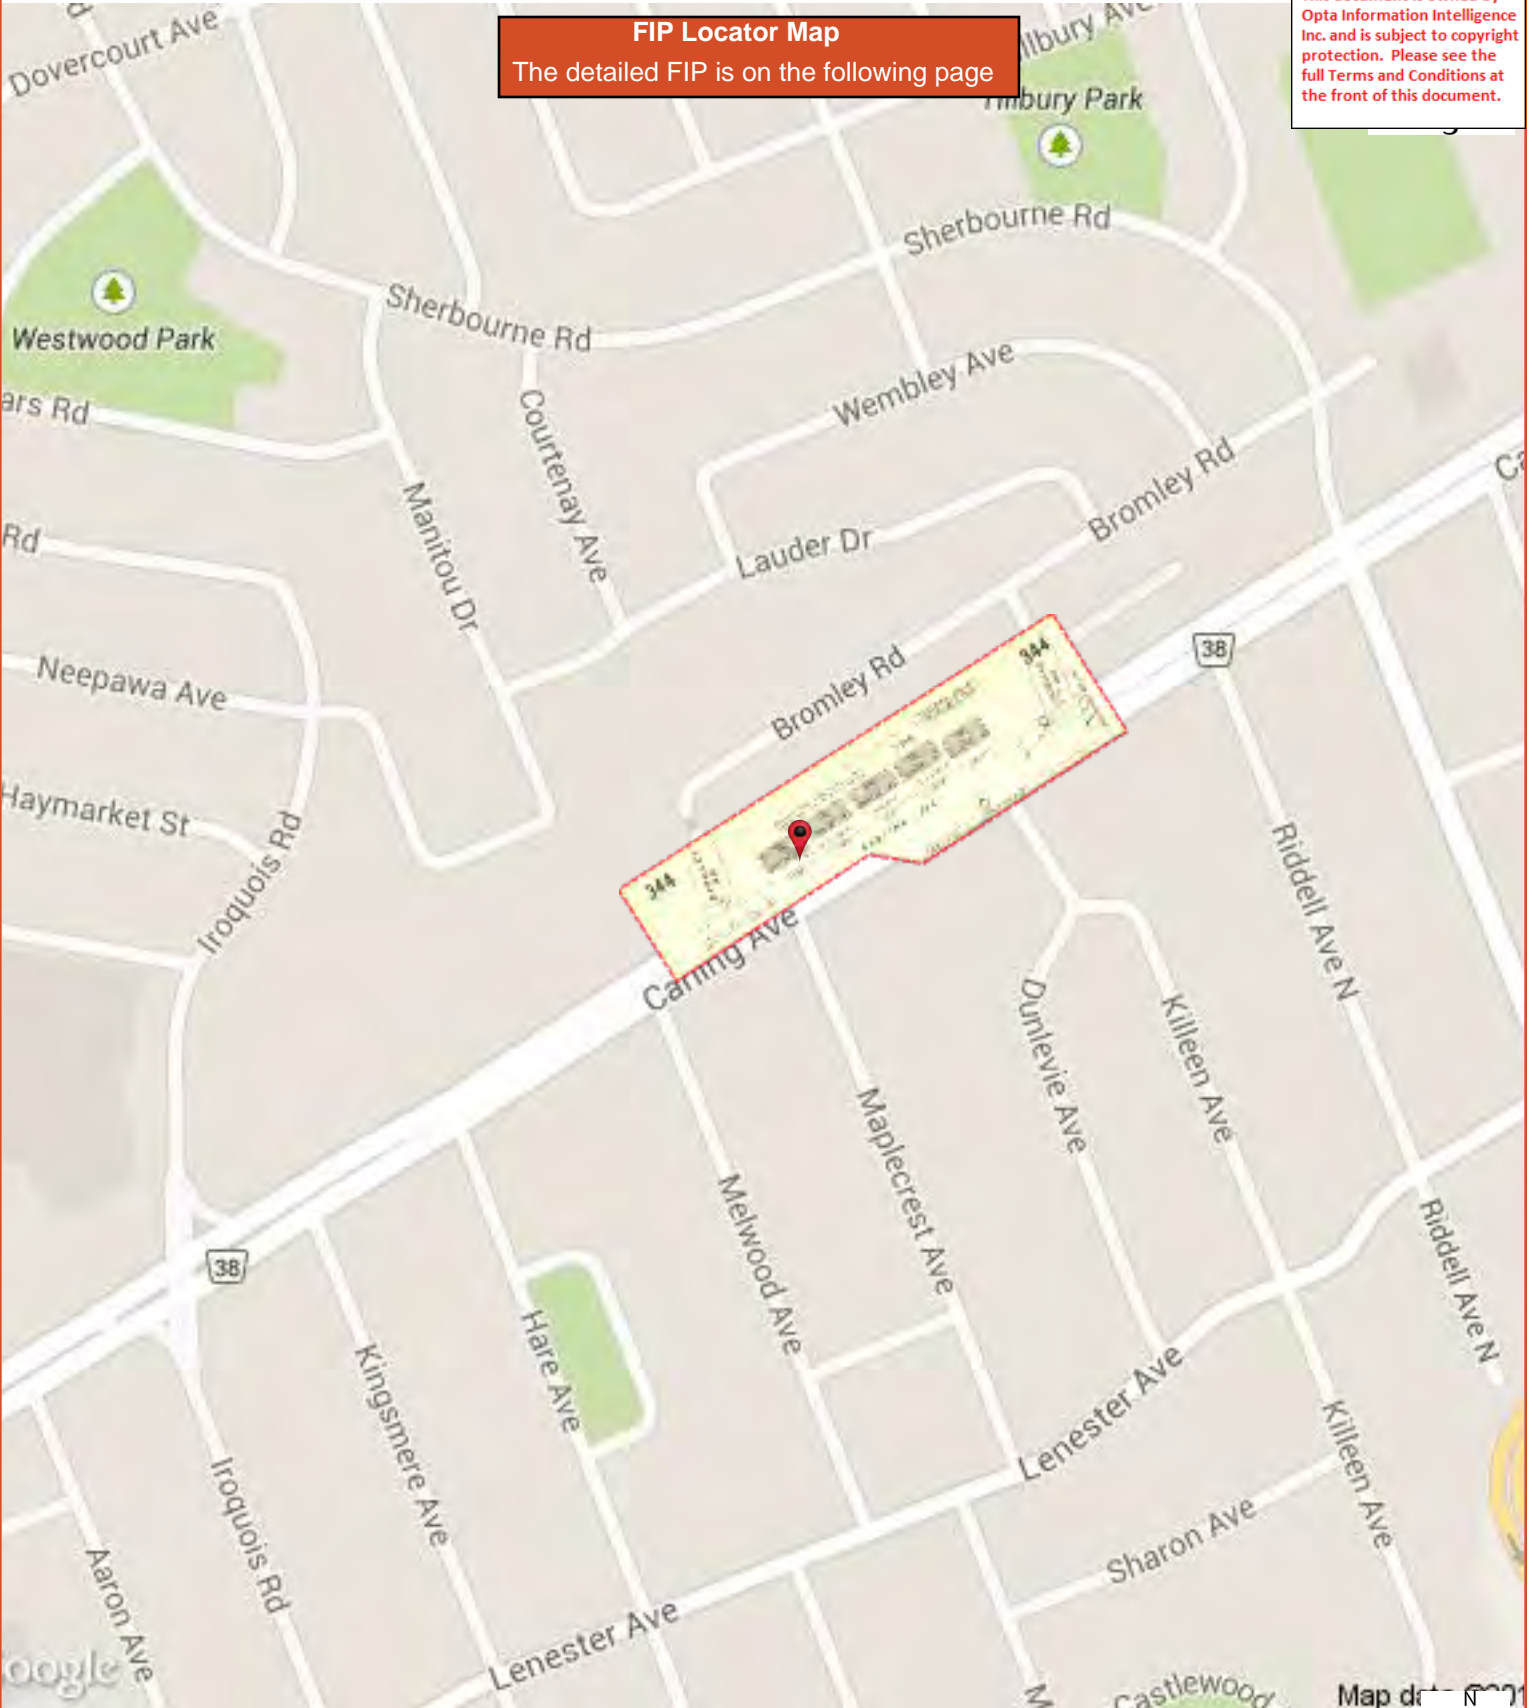 FIP Locator Map
The detailed FIP is on the following page
Opta Information Intelligence
Inc. and is subject to copyright
protection. Please see the
full Terms and Conditions at
the front of this document.
Dovercourt Ave
Park
Sherbourne Rd
Westwood Park
Sherbourne Rd
Wembley Ave
Rd
Courtenay Ave
Bromley Rd
Manitou Dr
Lauder Dr
Rd
344
38
Bromley Rd
Neepawa Ave
Haymarket St
Iroquois Rd
344
Carling Ave
Riddell Ave N
Dunlevie Ave
Killeen Ave
Maplecrest Ave
Melwood Ave
Riddell Ave N
38
Hare Ave
Kingsmere Ave
Lenester Ave
Killeen Ave
Iroquois Rd
Sharon Ave
Aaron Ave
Lenester Ave
Castlewood
Map
N